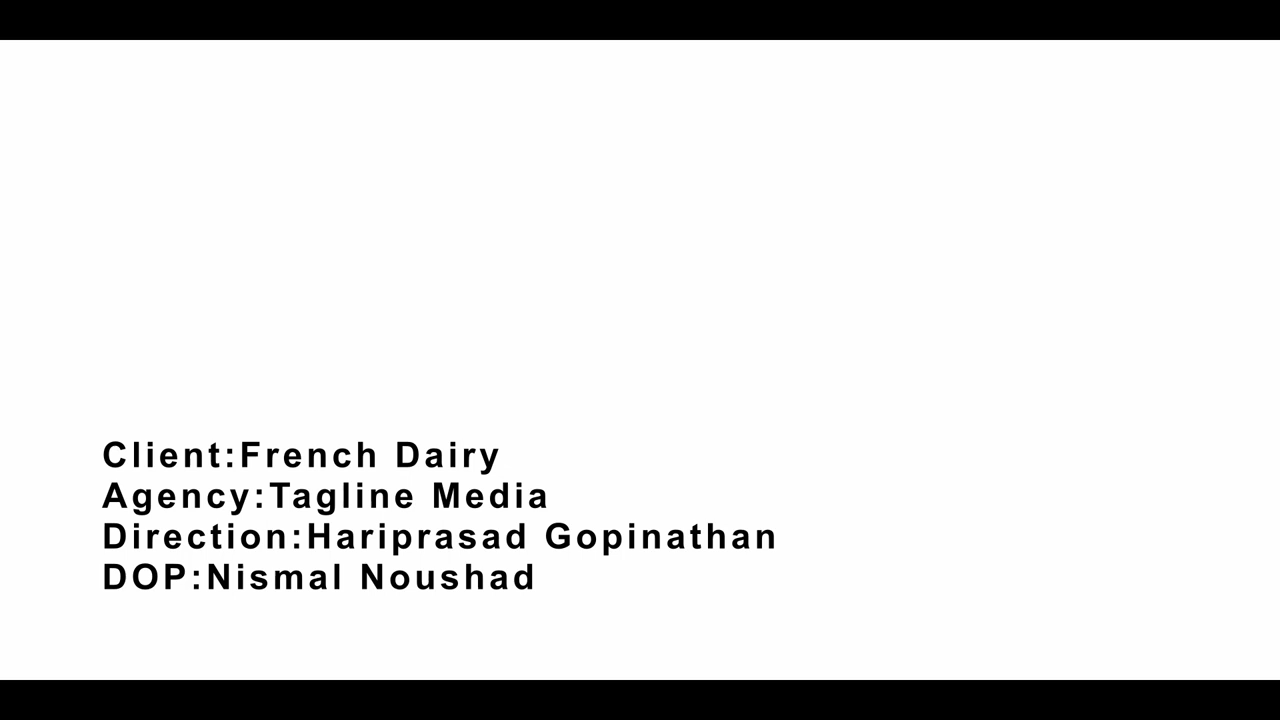 Client:French Dairy
Agency:Tagline Media
Direction:Hariprasad Gopinathan
DOP:Nismal Noushad